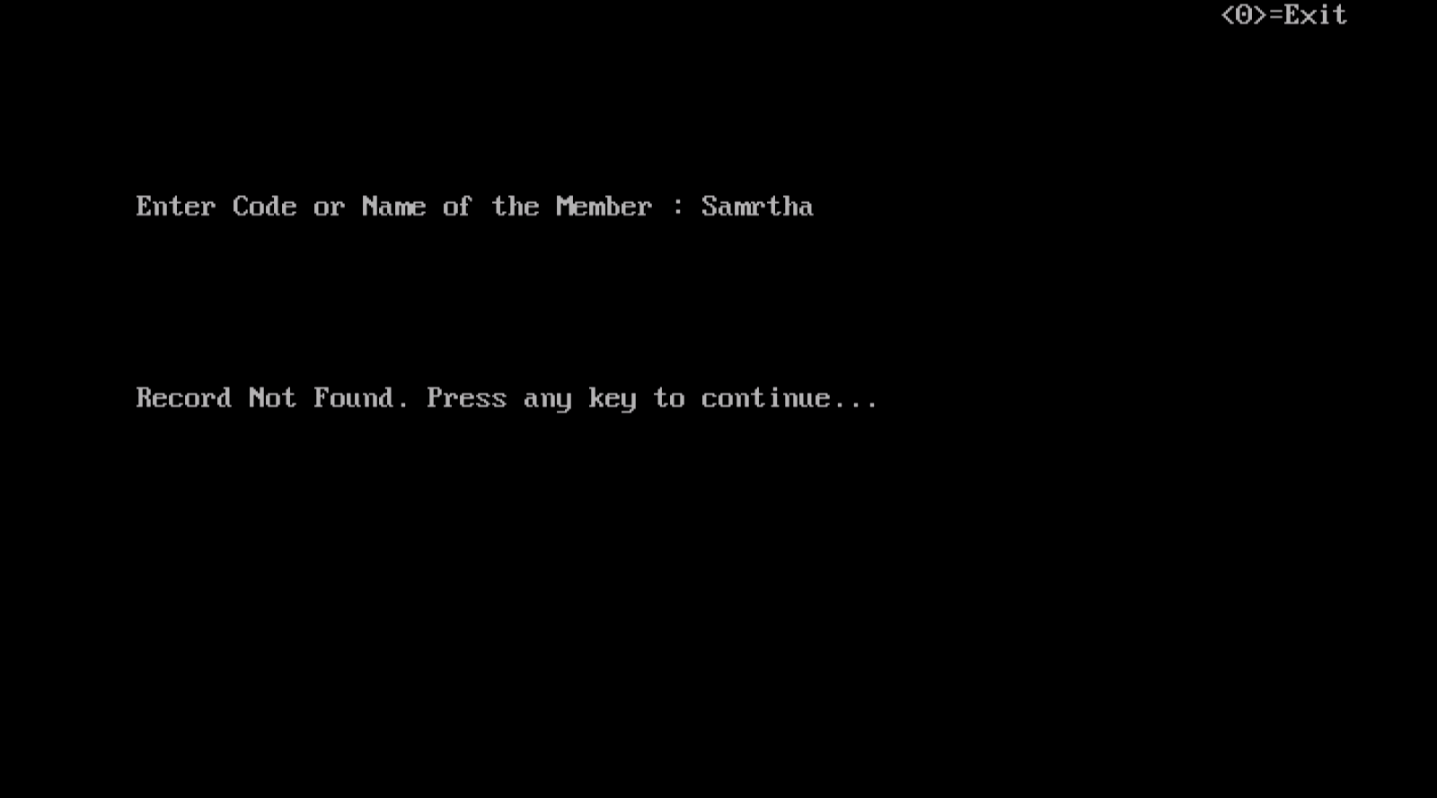 <0>=Exit
Enter Code or Name of the Member : Samrtha
Record Not Found. Press any key to continue...